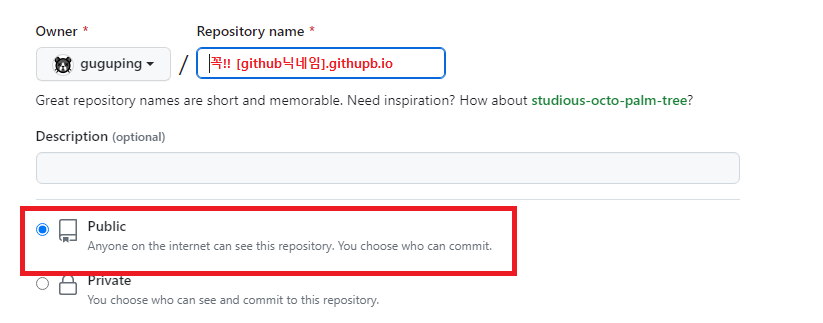 Owner * Repository name *
guguping / 꼭!! [github닉네임].githupb.io
Great repository names are short and memorable. Need inspiration? How about studious-octo-palm-tree?
Description (optional)
Public
Anyone on the internet can see this repository. You choose who can commit.
Private
You choose who can see and commit to this repository.